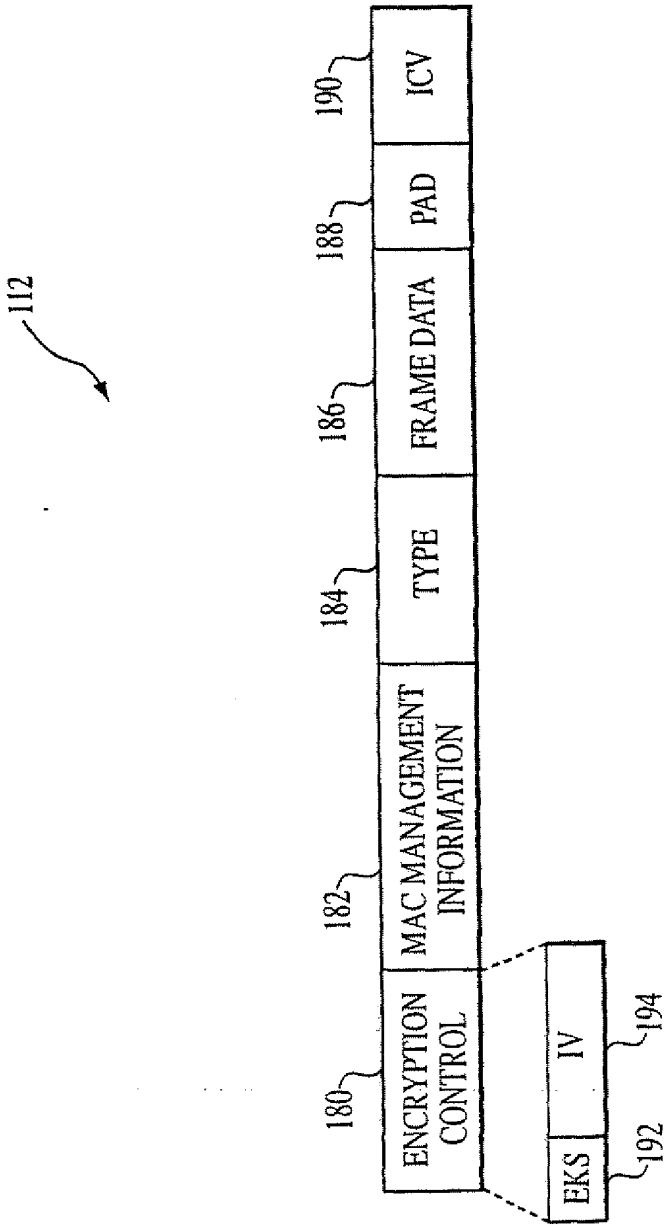 112
180
182
184
186
188
190
ENCRYPTION
CONTROL
MAC MANAGEMENT
INFORMATION
TYPE
FRAME DATA
PAD
ICV
EKS
IV
192
194